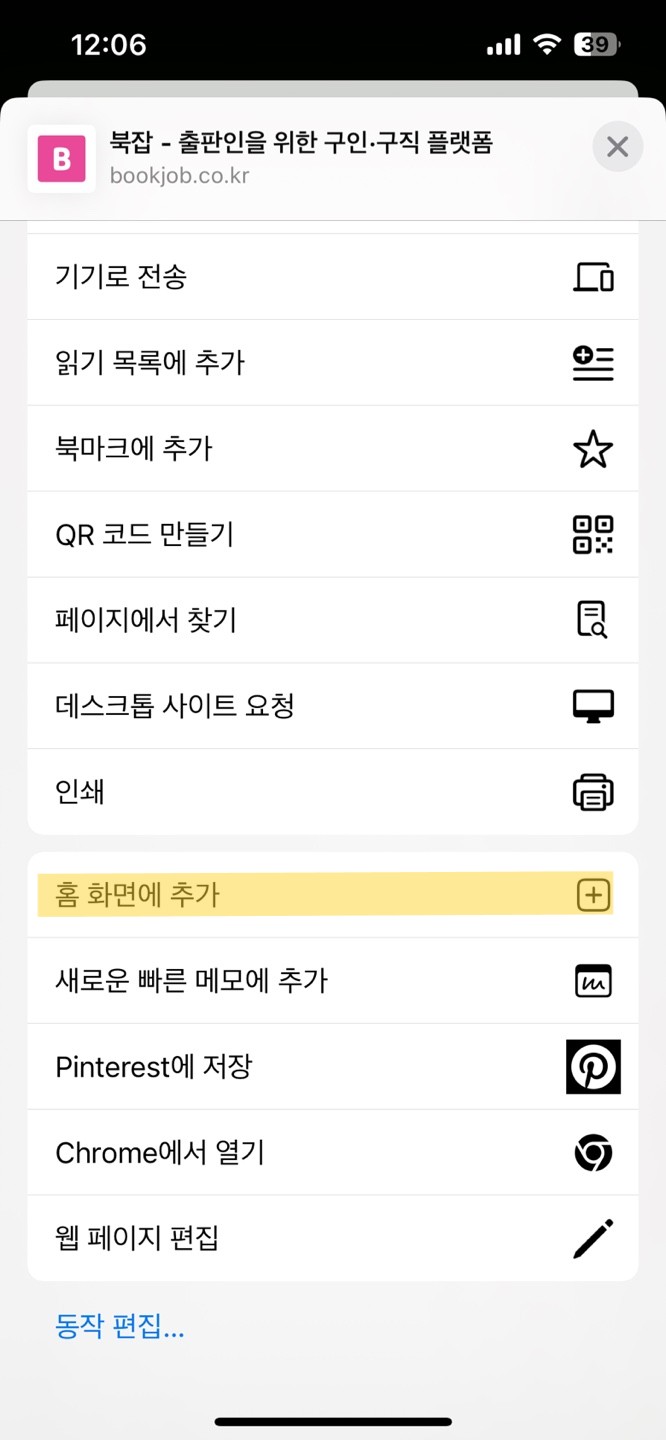 12:06
39
B
북잡 - 출판인을 위한 구인·구직 플랫폼
bookjob.co.kr
기기로 전송
읽기 목록에 추가
북마크에 추가
QR 코드 만들기
페이지에서 찾기
데스크톱 사이트 요청
인쇄
홈 화면에 추가
새로운 빠른 메모에 추가
Pinterest에 저장
Chrome에서 열기
웹 페이지 편집
동작 편집...